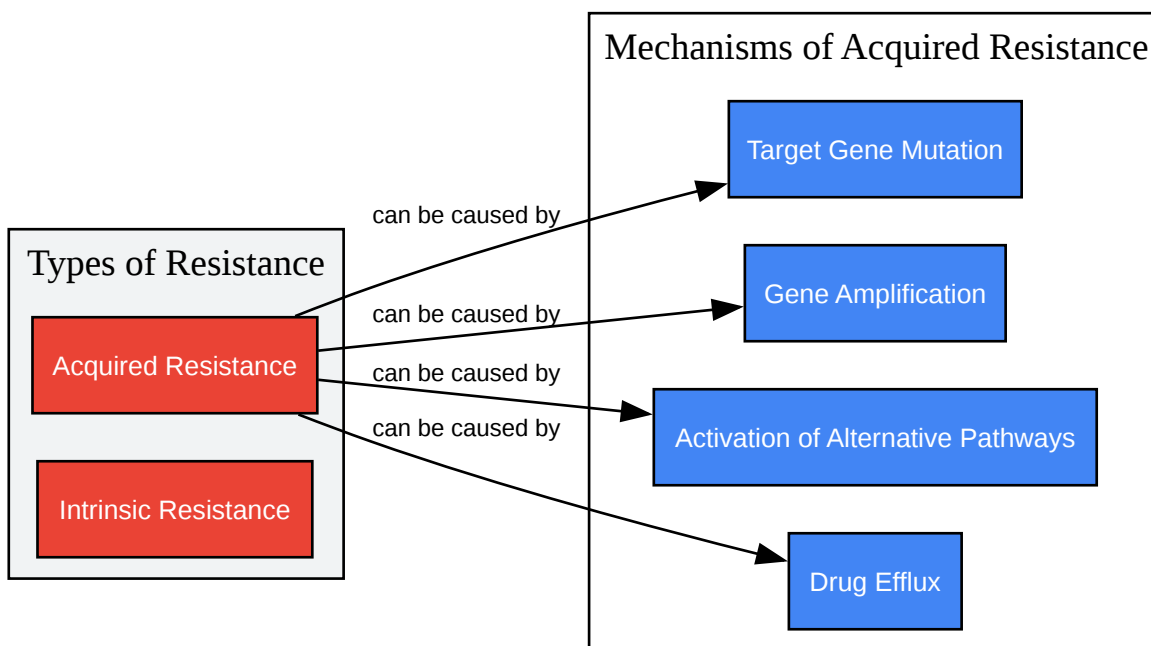 Mechanisms of Acquired Resistance
Target Gene Mutation
can be caused by
Types of Resistance
Gene Amplification
can be caused by
Acquired Resistance
can be caused by
Activation of Alternative Pathways
can be caused by
Intrinsic Resistance
Drug Efflux